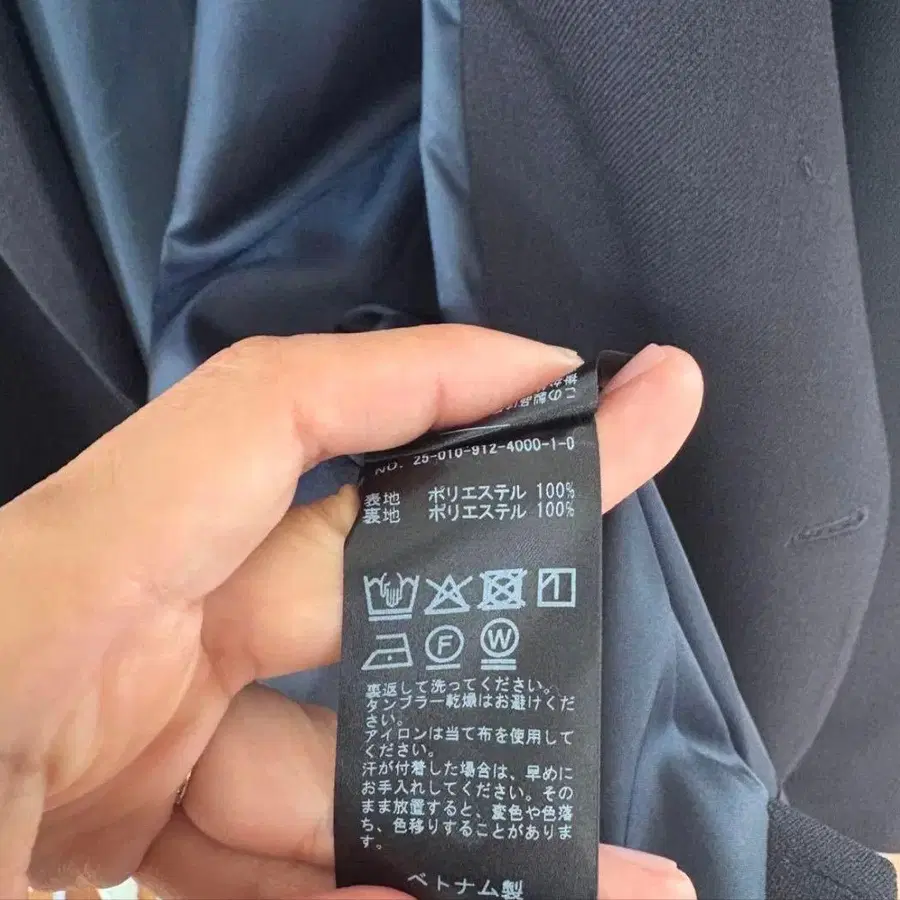 この製品は
NO. 25-010-912-4000-1-0
表地 ポリエステル 100%
裏地 ポリエステル 100%
F
W
裏返して洗ってください。
タンブラー乾燥はお避けくだ
さい。
アイロンは当て布を使用して
ください。
汗が付着した場合は、早めに
お手入れしてください。その
まま放置すると、変色や色落
ち、色移りすることがありま
す。
ベトナム製